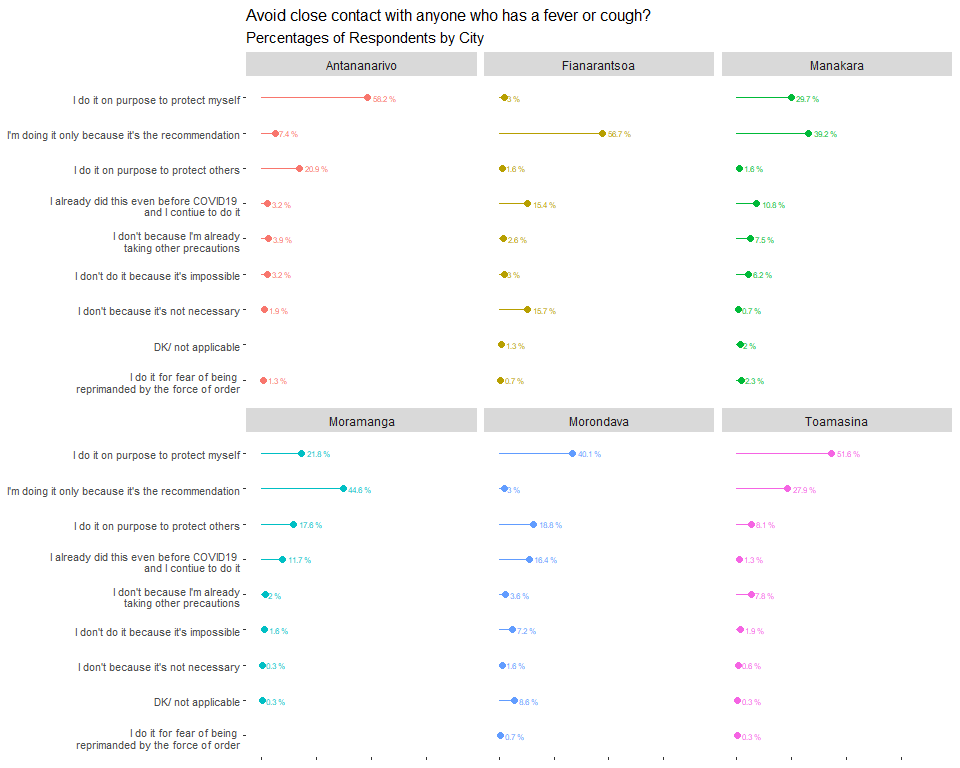 Avoid close contact with anyone who has a fever or cough?
Percentages of Respondents by City
Antananarivo Fianarantsoa Manakara
I do it on purpose to protect myself 58.2 % 3 % 29.7 %
I'm doing it only because it's the recommendation 7.4 % 56.7 % 39.2 %
I do it on purpose to protect others 20.9 % 1.6 % 1.6 %
I already did this even before COVID19
and I contiue to do it 3.2 % 15.4 % 10.8 %
I don't because I'm already
taking other precautions 3.9 % 2.6 % 7.5 %
I don't do it because it's impossible 3.2 % 3 % 6.2 %
I don't because it's not necessary 1.9 % 15.7 % 0.7 %
DK/ not applicable 1.3 % 2 %
I do it for fear of being
reprimanded by the force of order 1.3 % 0.7 % 2.3 %
Moramanga Morondava Toamasina
I do it on purpose to protect myself 21.8 % 40.1 % 51.6 %
I'm doing it only because it's the recommendation 44.6 % 3 % 27.9 %
I do it on purpose to protect others 17.6 % 18.8 % 8.1 %
I already did this even before COVID19
and I contiue to do it 11.7 % 16.4 % 1.3 %
I don't because I'm already
taking other precautions 2 % 3.6 % 7.8 %
I don't do it because it's impossible 1.6 % 7.2 % 1.9 %
I don't because it's not necessary 0.3 % 1.6 % 0.6 %
DK/ not applicable 0.3 % 8.6 % 0.3 %
I do it for fear of being
reprimanded by the force of order 0.7 % 0.3 %